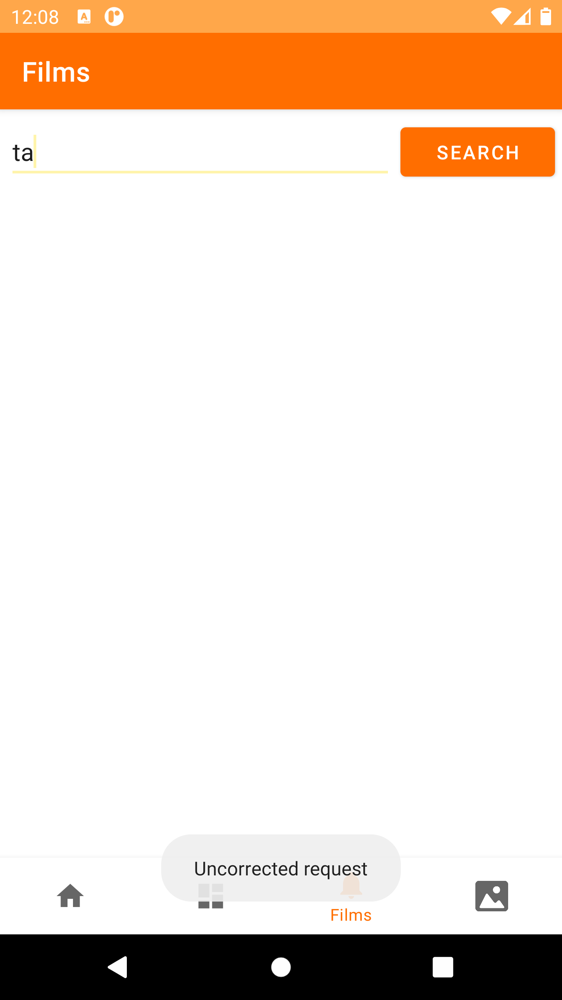 12:08
Films
ta
SEARCH
Uncorrected request
Films